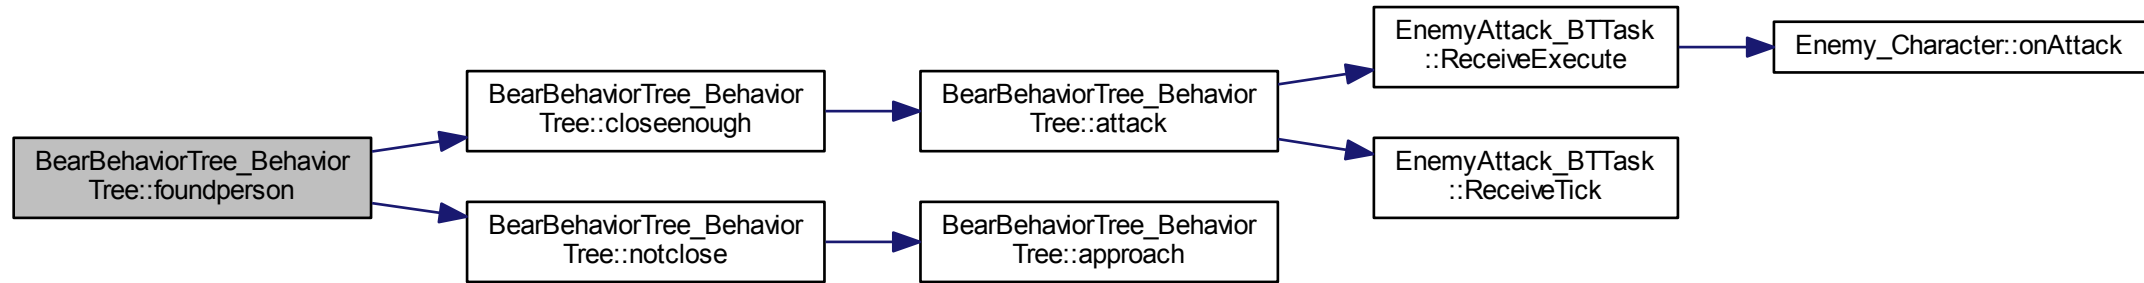 BearBehaviorTree_Behavior
Tree::foundperson
BearBehaviorTree_Behavior
Tree::closeenough
BearBehaviorTree_Behavior
Tree::attack
EnemyAttack_BTTask
::ReceiveExecute
Enemy_Character::onAttack
EnemyAttack_BTTask
::ReceiveTick
BearBehaviorTree_Behavior
Tree::notclose
BearBehaviorTree_Behavior
Tree::approach